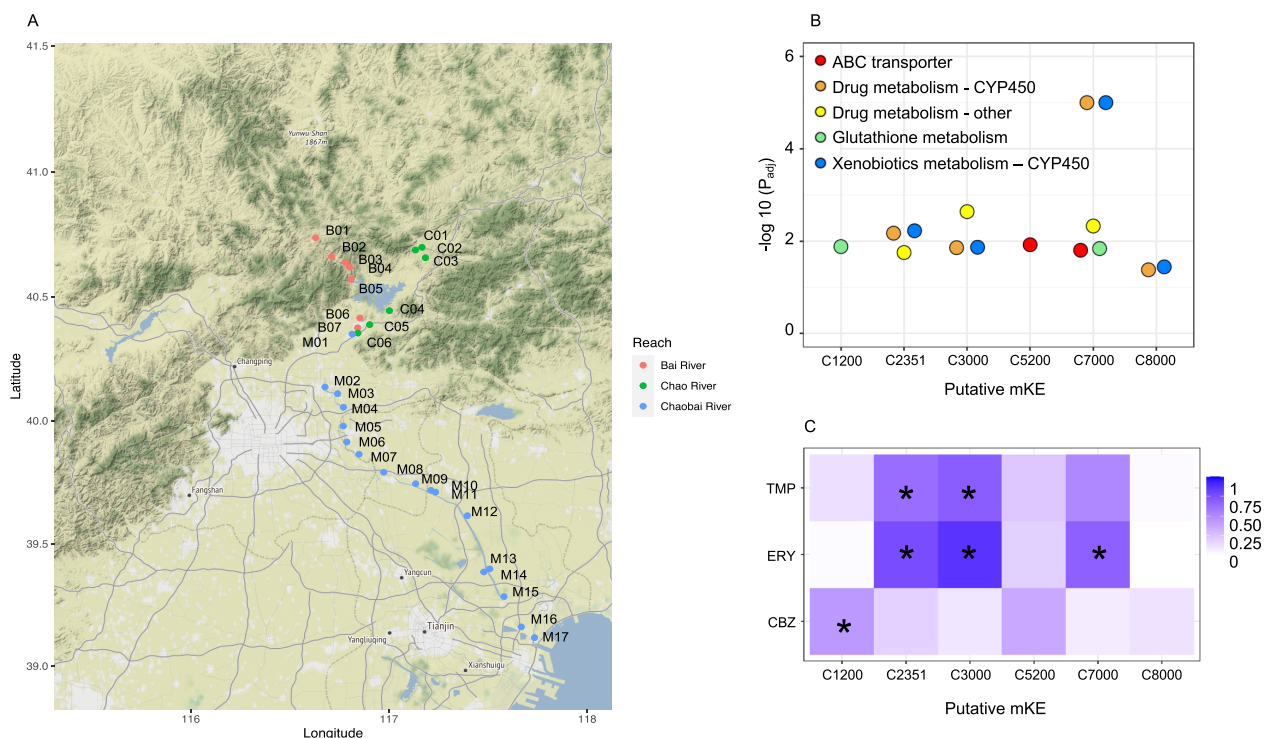 A
41.5
41.0
40.5
40.0
39.5
39.0
Latitude
116
117
118
Longitude
Yunwu Shan
1867m
B01
B02
B03
B04
B05
B06
B07
M01
C01
C02
C03
C04
C05
C06
Changping
M02
M03
M04
M05
M06
M07
M08
M09
M10
M11
M12
Fangshan
M13
M14
M15
Yangcun
M16
M17
Tianjin
Yangliuqing
Xianshuigu
Reach
Bai River
Chao River
Chaobai River
B
6
4
2
0
-log 10 (Padj)
ABC transporter
Drug metabolism - CYP450
Drug metabolism - other
Glutathione metabolism
Xenobiotics metabolism – CYP450
C1200 C2351 C3000 C5200 C7000 C8000
Putative mKE
C
TMP
ERY
CBZ
* *
* * *
*
C1200 C2351 C3000 C5200 C7000 C8000
Putative mKE
1
0.75
0.50
0.25
0